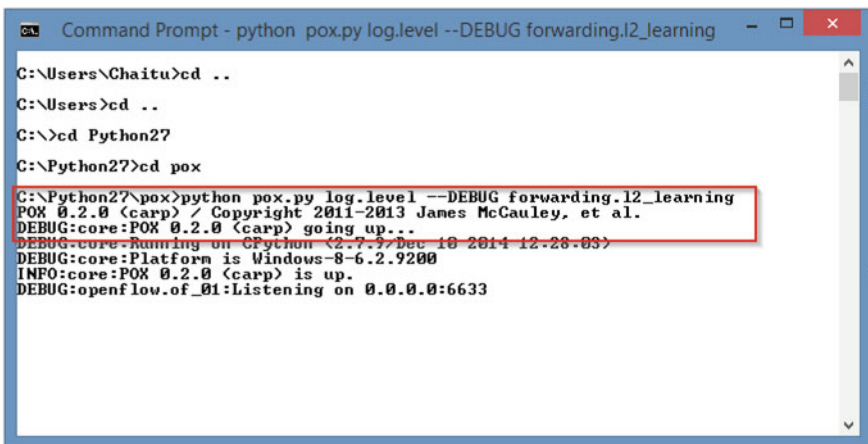 Command Prompt - python pox.py log.level --DEBUG forwarding.l2_learning
C:\Users\Chaitu>cd ..
C:\Users>cd ..
C:\>cd Python27
C:\Python27>cd pox
C:\Python27\pox>python pox.py log.level --DEBUG forwarding.l2_learning
POX 0.2.0 (carp) / Copyright 2011-2013 James McCauley, et al.
DEBUG:core:POX 0.2.0 (carp) going up...
DEBUG:core:Running on CPython (2.7.9/Dec 10 2014 12:28:03)
DEBUG:core:Platform is Windows-8-6.2.9200
INFO:core:POX 0.2.0 (carp) is up.
DEBUG:openflow.of_01:Listening on 0.0.0.0:6633